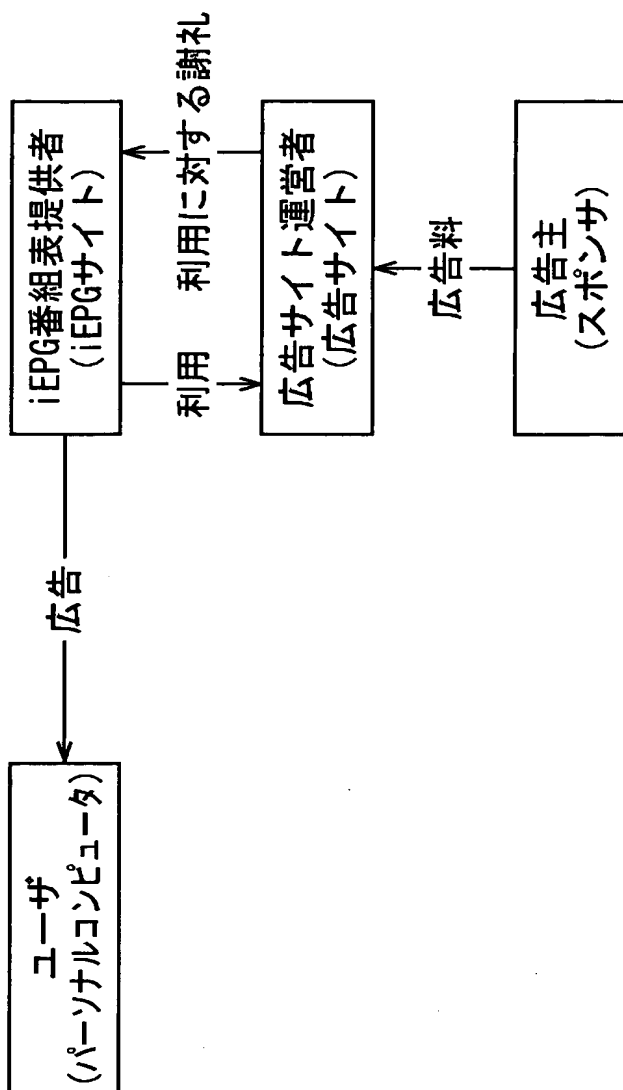 ユーザ
(パーソナルコンピュータ)
広告
iEPG番組表提供者
(iEPGサイト)
利用
利用に対する謝礼
広告サイト運営者
(広告サイト)
広告料
広告主
(スポンサ)